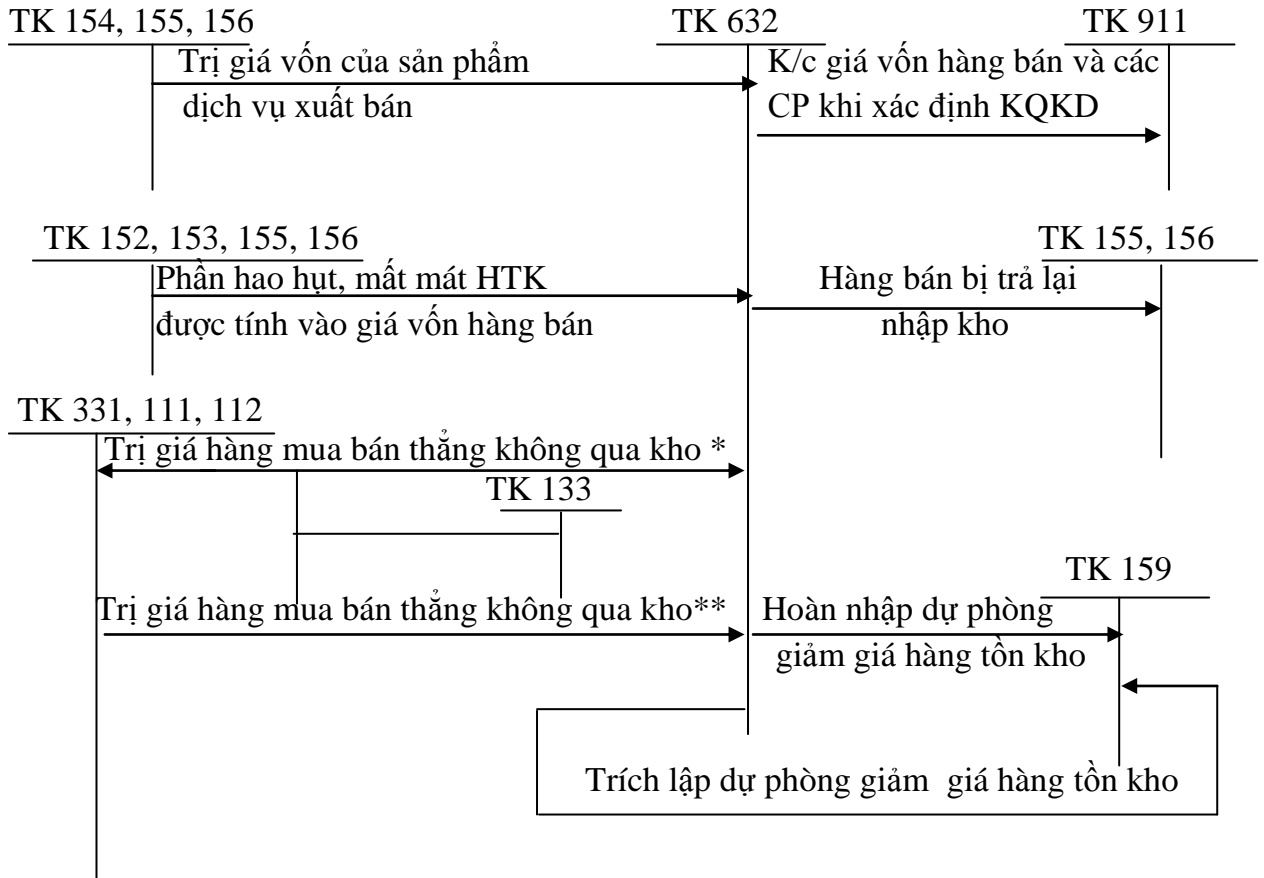 TK 154, 155, 156
TK 632
TK 911
Trị giá vốn của sản phẩm
dịch vụ xuất bán
K/c giá vốn hàng bán và các
CP khi xác định KQKD
TK 152, 153, 155, 156
TK 155, 156
Phần hao hụt, mất mát HTK
được tính vào giá vốn hàng bán
Hàng bán bị trả lại
nhập kho
TK 331, 111, 112
Trị giá hàng mua bán thẳng không qua kho *
TK 133
TK 159
Trị giá hàng mua bán thẳng không qua kho**
Hoàn nhập dự phòng
giảm giá hàng tồn kho
Trích lập dự phòng giảm giá hàng tồn kho